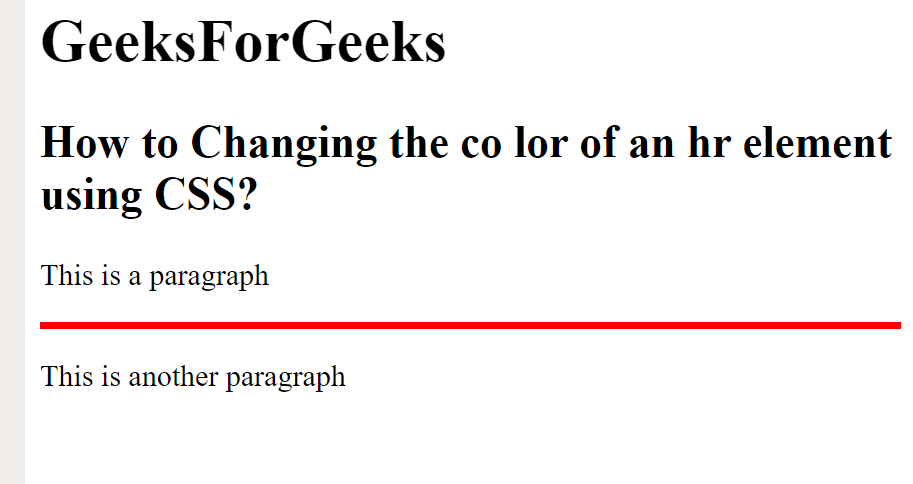 GeeksForGeeks
How to Changing the co lor of an hr element
using CSS?
This is a paragraph
This is another paragraph